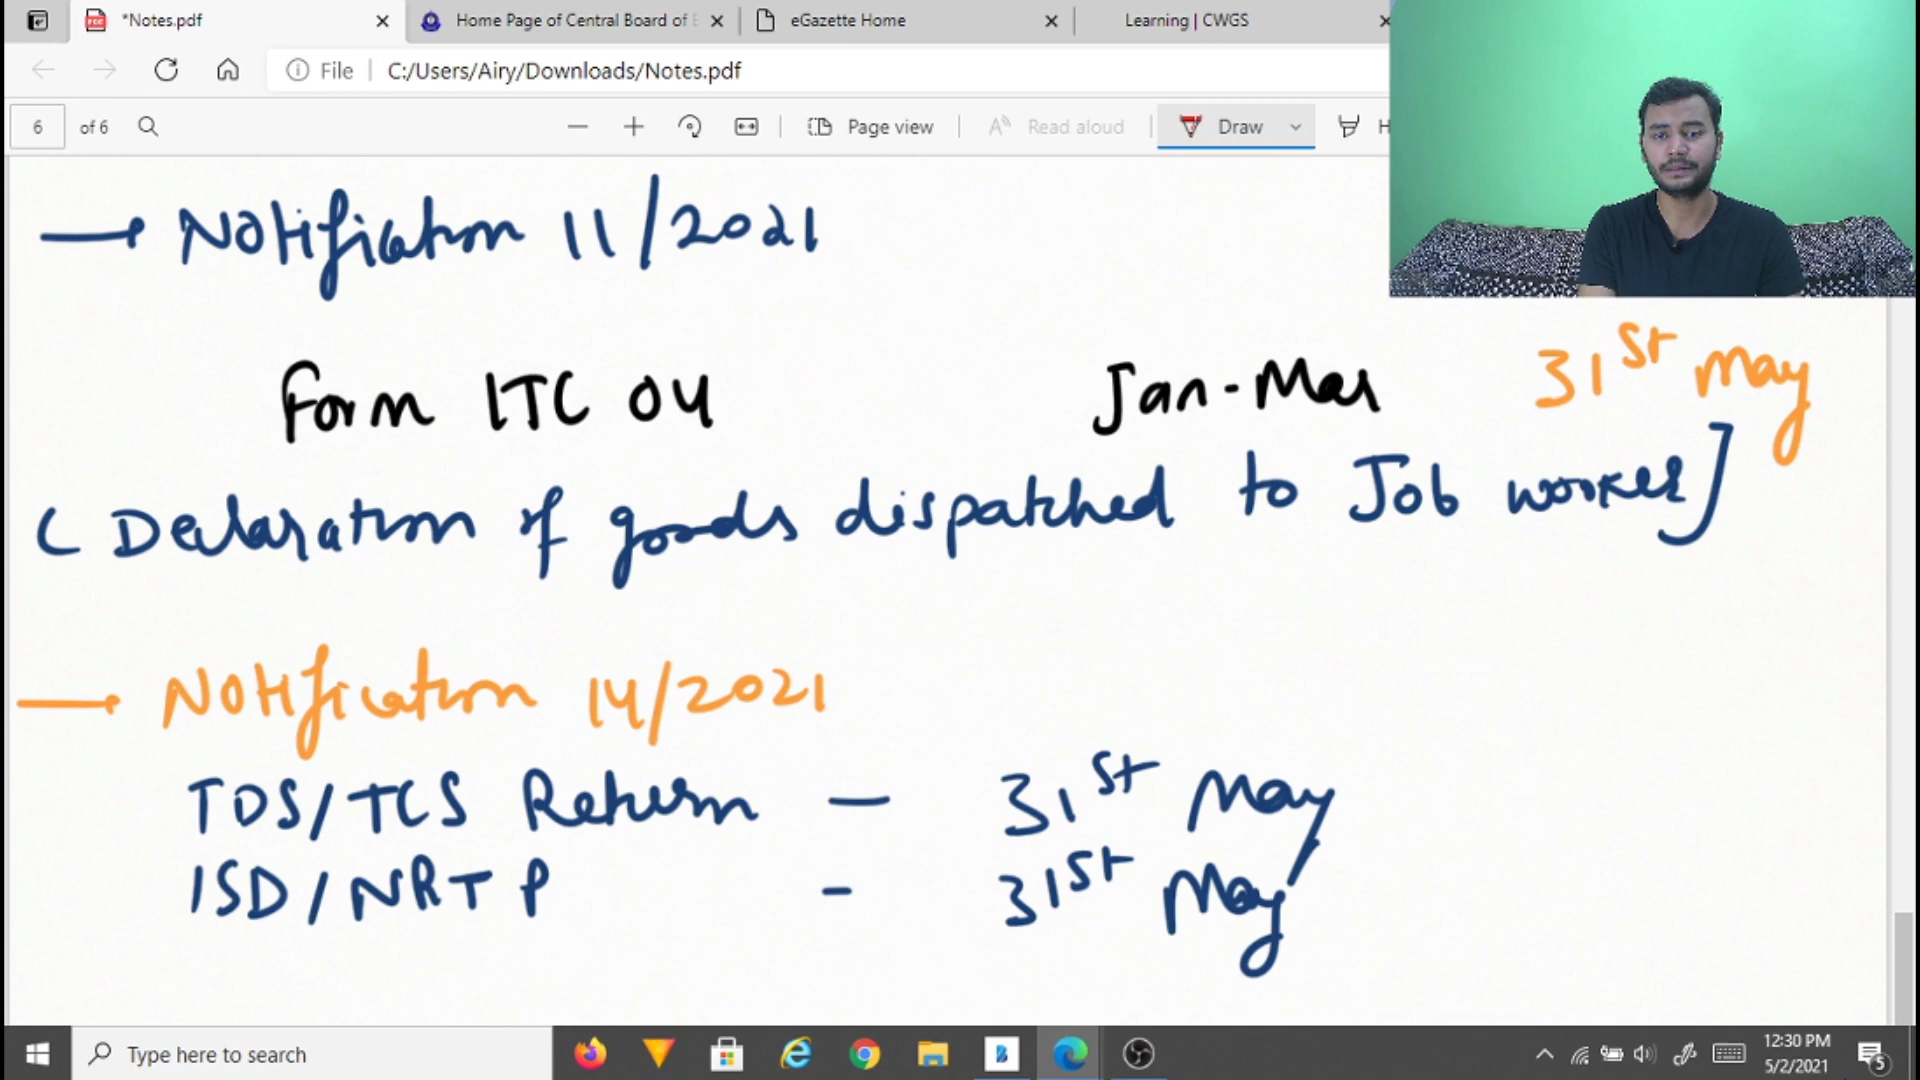 *Notes.pdf
Home Page of Central Board of E
eGazette Home
Learning | CWGS
File
C:/Users/Airy/Downloads/Notes.pdf
6 of 6
Page view
Read aloud
Draw
H
Notification 11/2021
Form ITC 04 Jan-Mar 31st May
(Declaration of goods dispatched to Job worker]
Notification 14/2021
TDS/TCS Return - 31st May
ISD/NRTP - 31st May
Type here to search
12:30 PM
5/2/2021
5